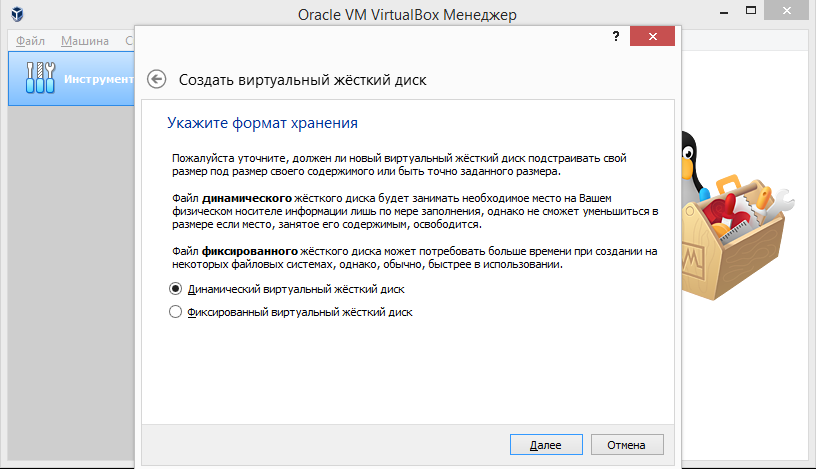 Oracle VM VirtualBox Менеджер
Файл Машина С
Инструмент
?
Создать виртуальный жёсткий диск
Укажите формат хранения
Пожалуйста уточните, должен ли новый виртуальный жёсткий диск подстраивать свой
размер под размер своего содержимого или быть точно заданного размера.
Файл динамического жёсткого диска будет занимать необходимое место на Вашем
физическом носителе информации лишь по мере заполнения, однако не сможет уменьшиться в
размере если место, занятое его содержимым, освободится.
Файл фиксированного жёсткого диска может потребовать больше времени при создании на
некоторых файловых системах, однако, обычно, быстрее в использовании.
Динамический виртуальный жёсткий диск
Фиксированный виртуальный жёсткий диск
Далее Отмена